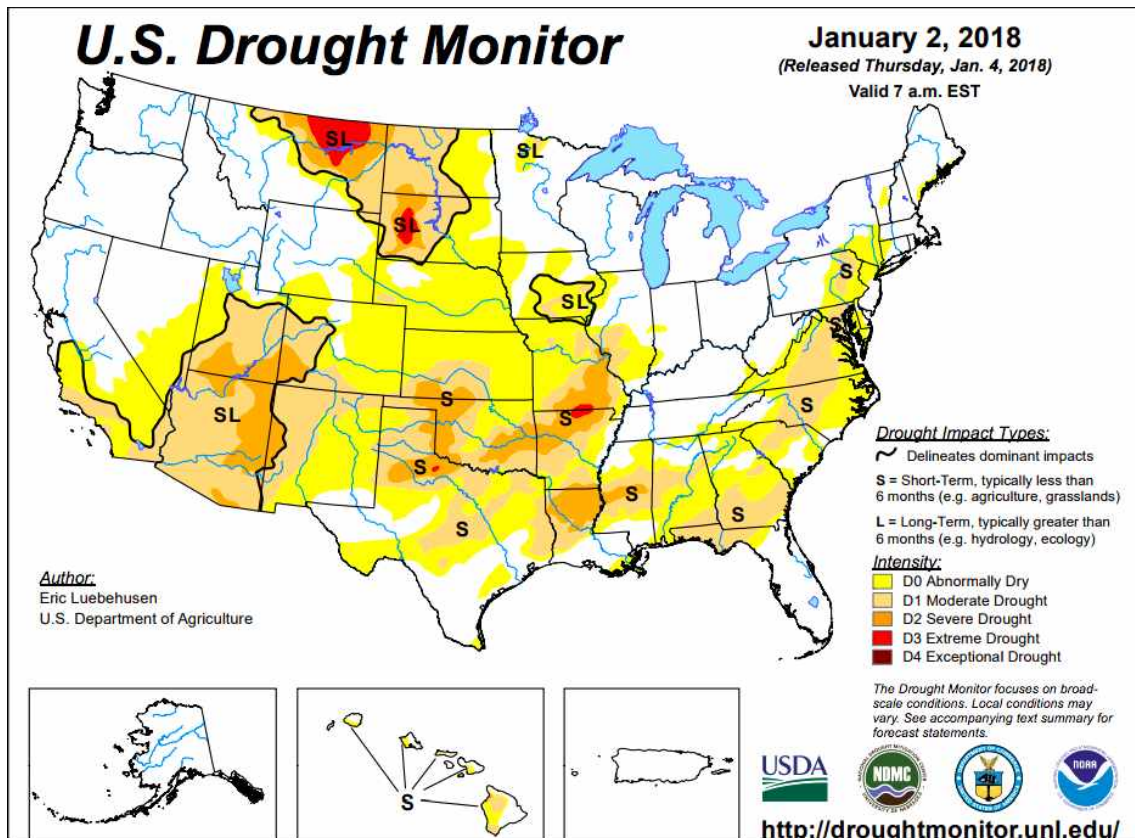 U.S. Drought Monitor
January 2, 2018
(Released Thursday, Jan. 4, 2018)
Valid 7 a.m. EST
SL
SL
SL
SL
SL
S
S
S
S
S
S
S
S
S
Drought Impact Types:
Delineates dominant impacts
S = Short-Term, typically less than
6 months (e.g. agriculture, grasslands)
L = Long-Term, typically greater than
6 months (e.g. hydrology, ecology)
Intensity:
D0 Abnormally Dry
D1 Moderate Drought
D2 Severe Drought
D3 Extreme Drought
D4 Exceptional Drought
Author:
Eric Luebehusen
U.S. Department of Agriculture
The Drought Monitor focuses on broad-
scale conditions. Local conditions may
vary. See accompanying text summary for
forecast statements.
S
USDA
NDMC
NOAA
http://droughtmonitor.unl.edu/